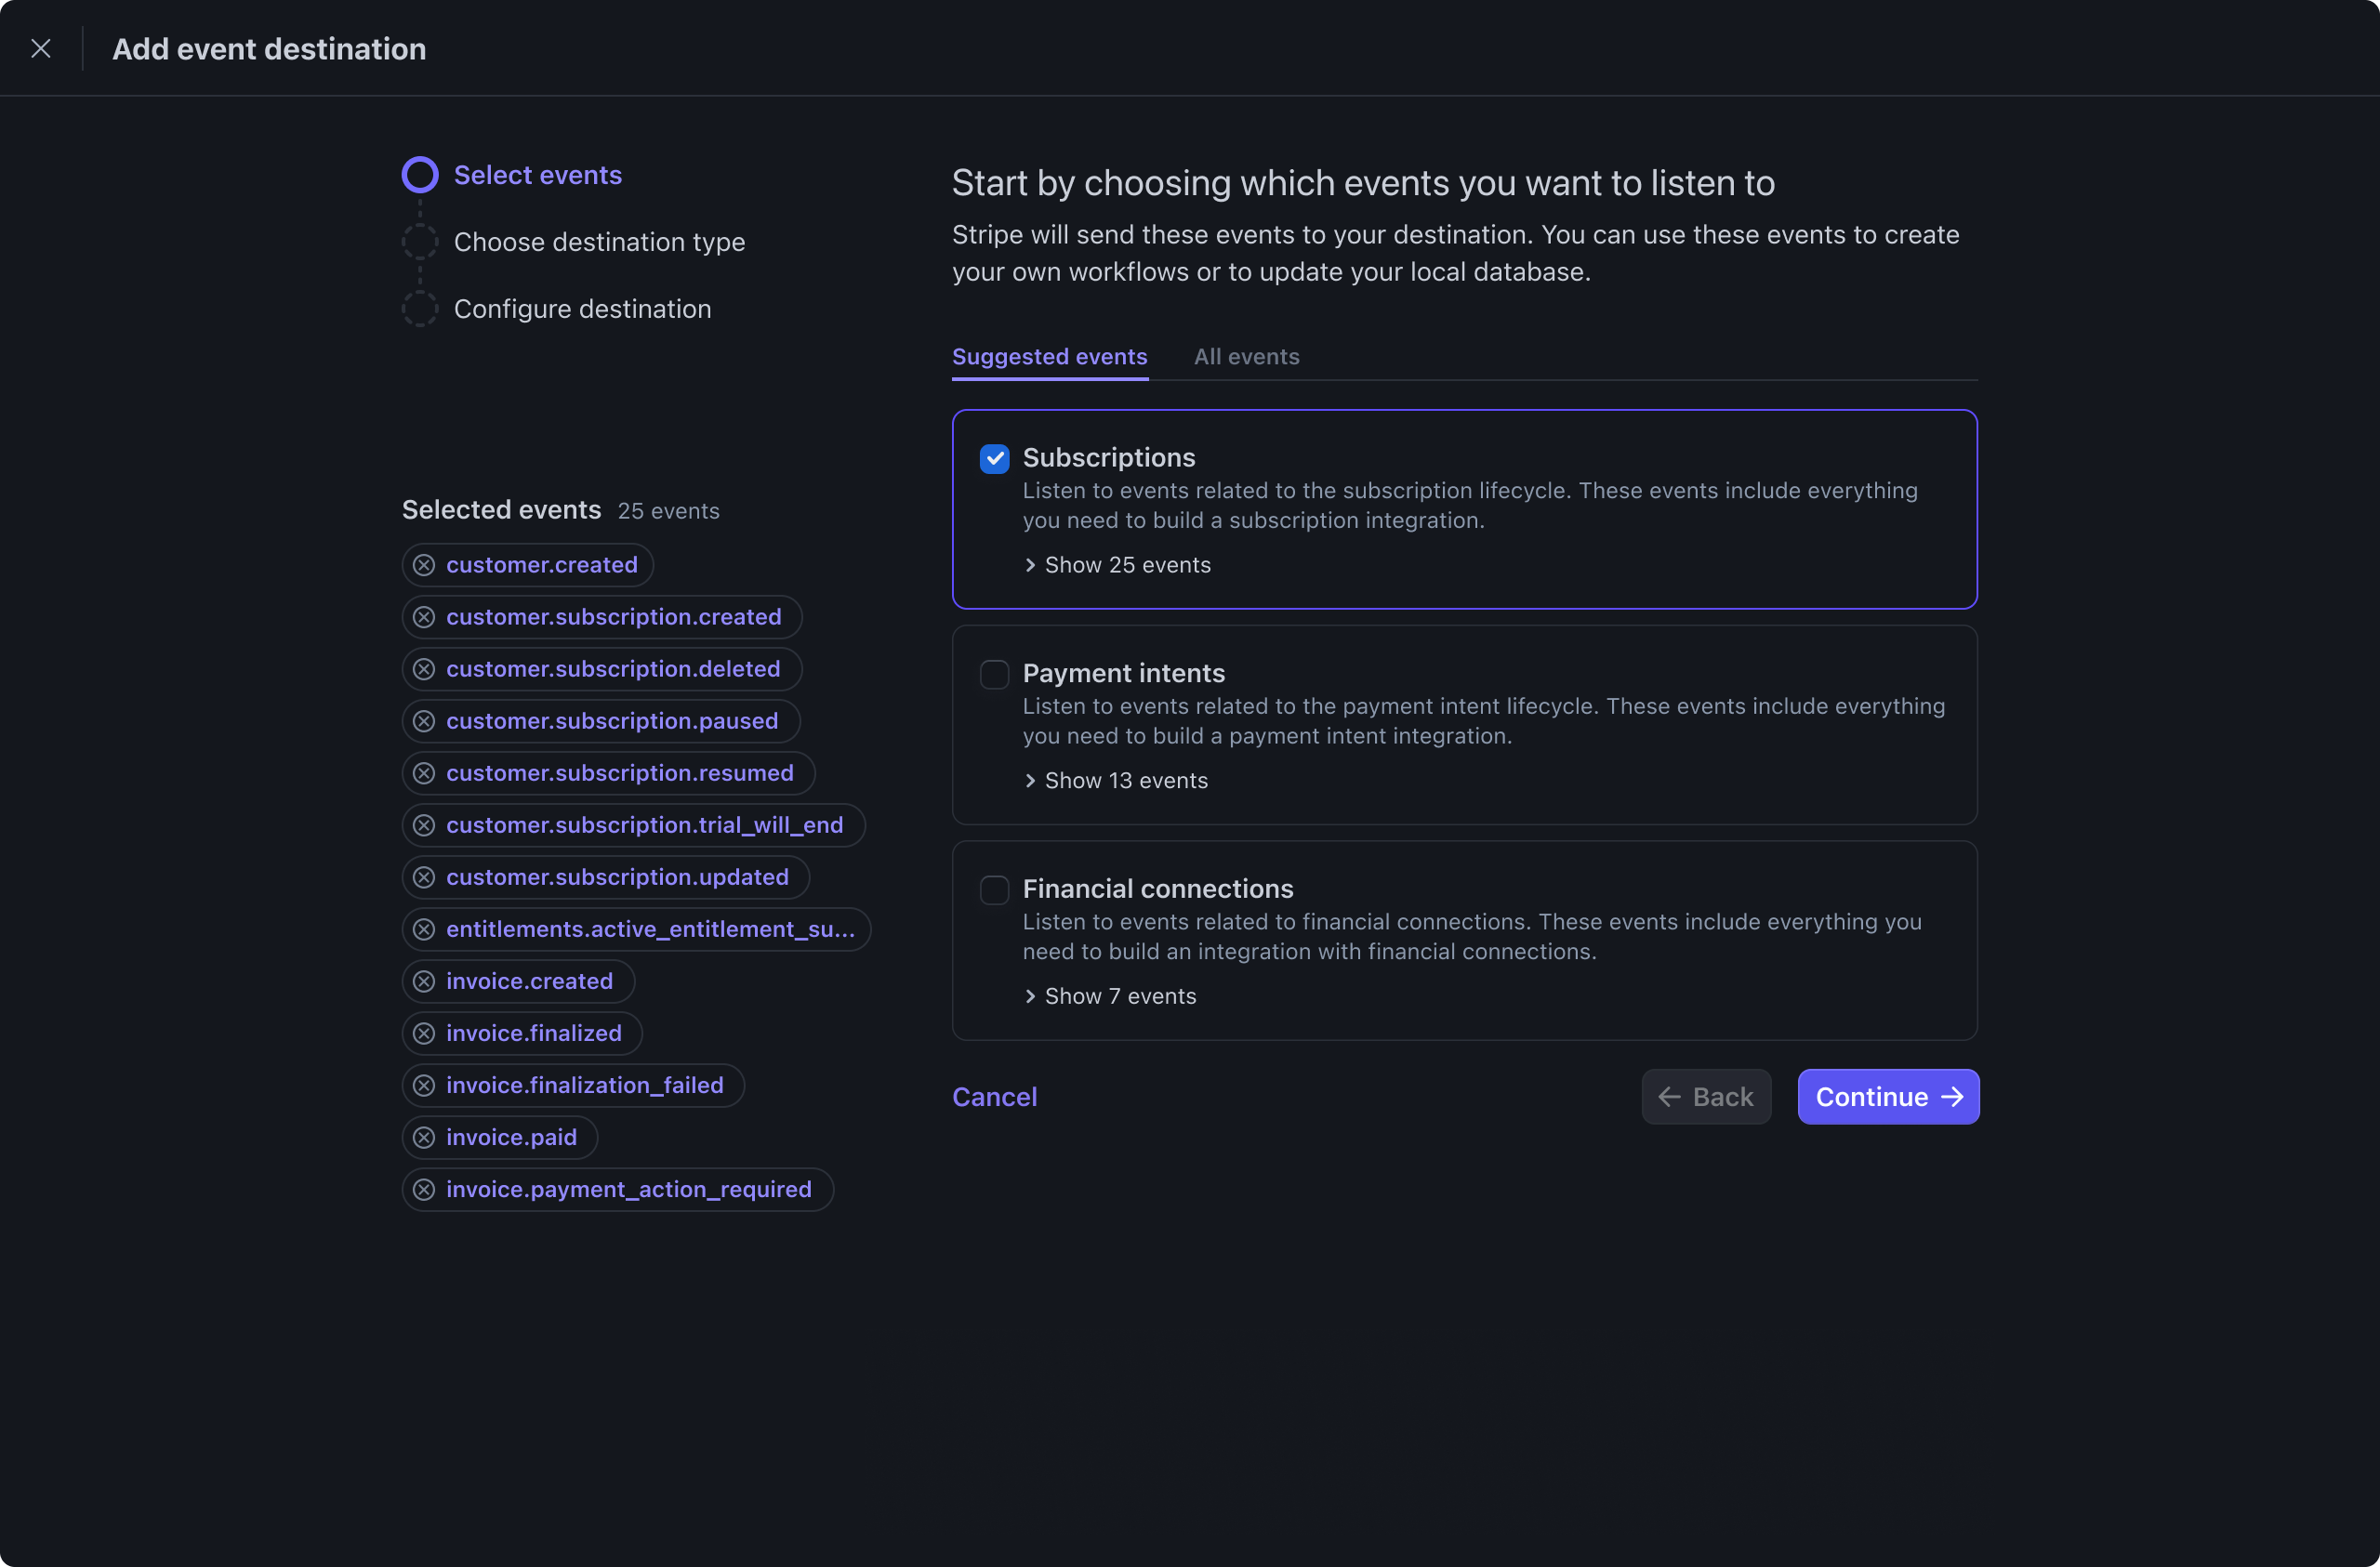 Add event destination
Select events
Choose destination type
Configure destination
Selected events 25 events
customer.created
customer.subscription.created
customer.subscription.deleted
customer.subscription.paused
customer.subscription.resumed
customer.subscription.trial_will_end
customer.subscription.updated
entitlements.active_entitlement_su...
invoice.created
invoice.finalized
invoice.finalization_failed
invoice.paid
invoice.payment_action_required
Start by choosing which events you want to listen to
Stripe will send these events to your destination. You can use these events to create
your own workflows or to update your local database.
Suggested events All events
Subscriptions
Listen to events related to the subscription lifecycle. These events include everything
you need to build a subscription integration.
Show 25 events
Payment intents
Listen to events related to the payment intent lifecycle. These events include everything
you need to build a payment intent integration.
Show 13 events
Financial connections
Listen to events related to financial connections. These events include everything you
need to build an integration with financial connections.
Show 7 events
Cancel Back Continue